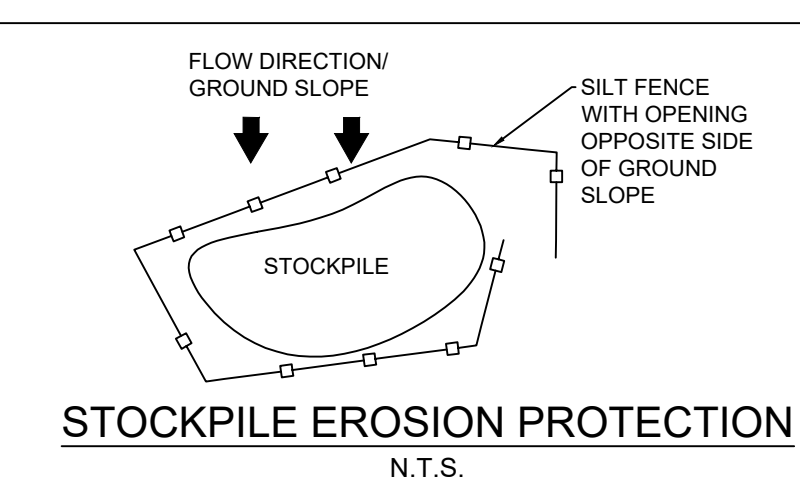 FLOW DIRECTION/
GROUND SLOPE
SILT FENCE
WITH OPENING
OPPOSITE SIDE
OF GROUND
SLOPE
STOCKPILE
STOCKPILE EROSION PROTECTION
N.T.S.